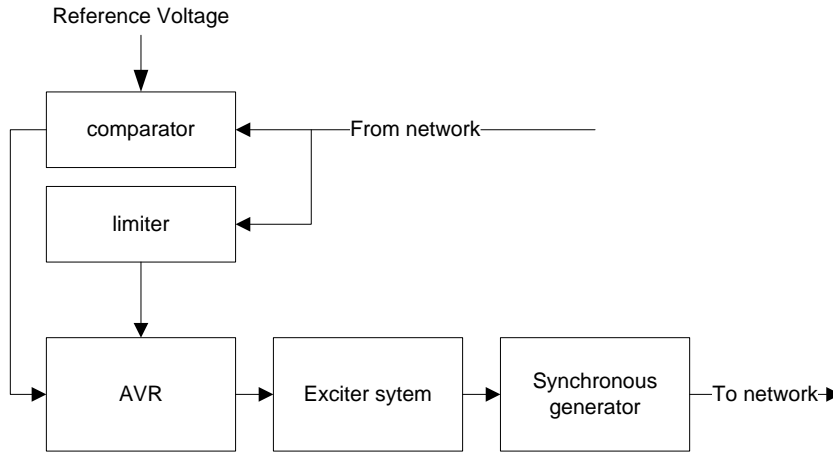 Reference Voltage
comparator
From network
limiter
AVR
Exciter sytem
Synchronous
generator
To network